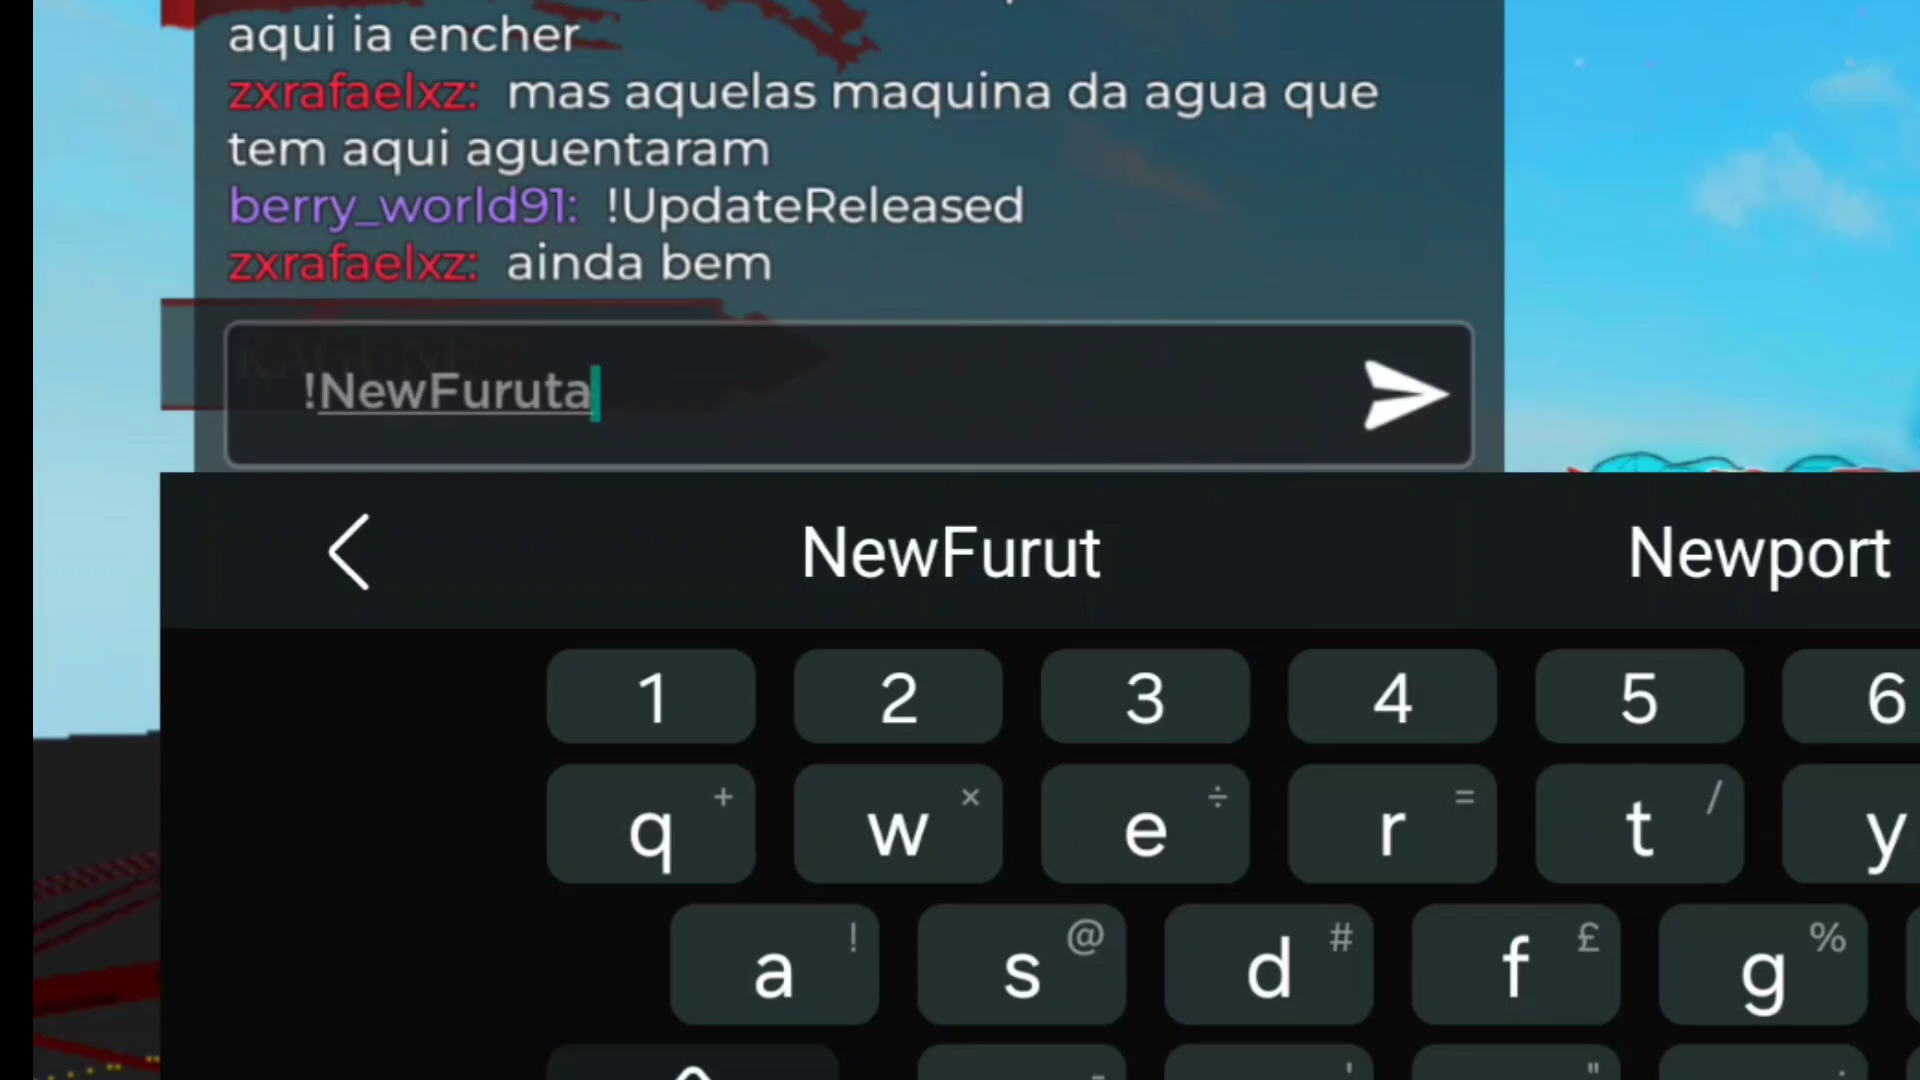 aqui ia encher
zxrafaelxz: mas aquelas maquina da agua que
tem aqui aguentaram
berry_world91: !UpdateReleased
zxrafaelxz: ainda bem
KAGUNE
!NewFuruta
NewFurut Newport
1 2 3 4 5 6
+ × ÷ = /
q w e r t y
! @ # £ %
a s d f g